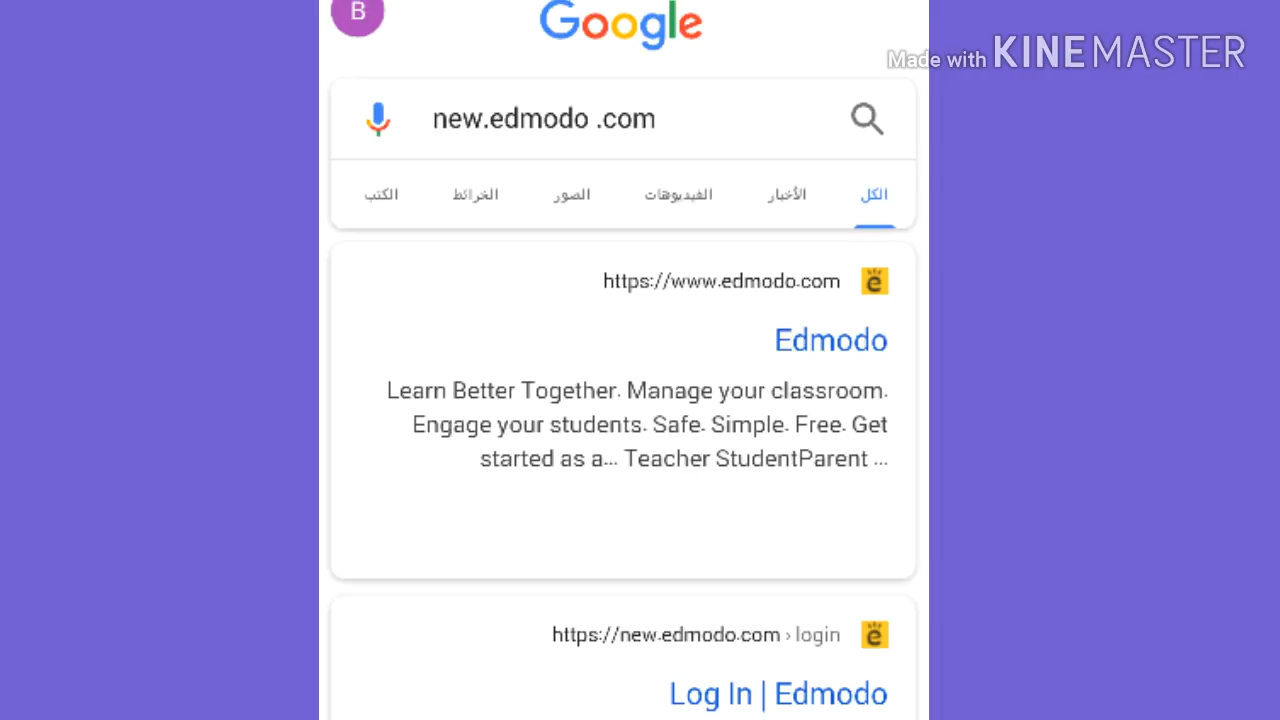 B
Google
Made with KINEMASTER
new.edmodo .com
الكل الأخبار الفيديوهات الصور الخرائط الكتب
https://www.edmodo.com
Edmodo
Learn Better Together. Manage your classroom.
Engage your students. Safe. Simple. Free. Get
started as a... Teacher StudentParent ...
https://new.edmodo.com › login
Log In | Edmodo